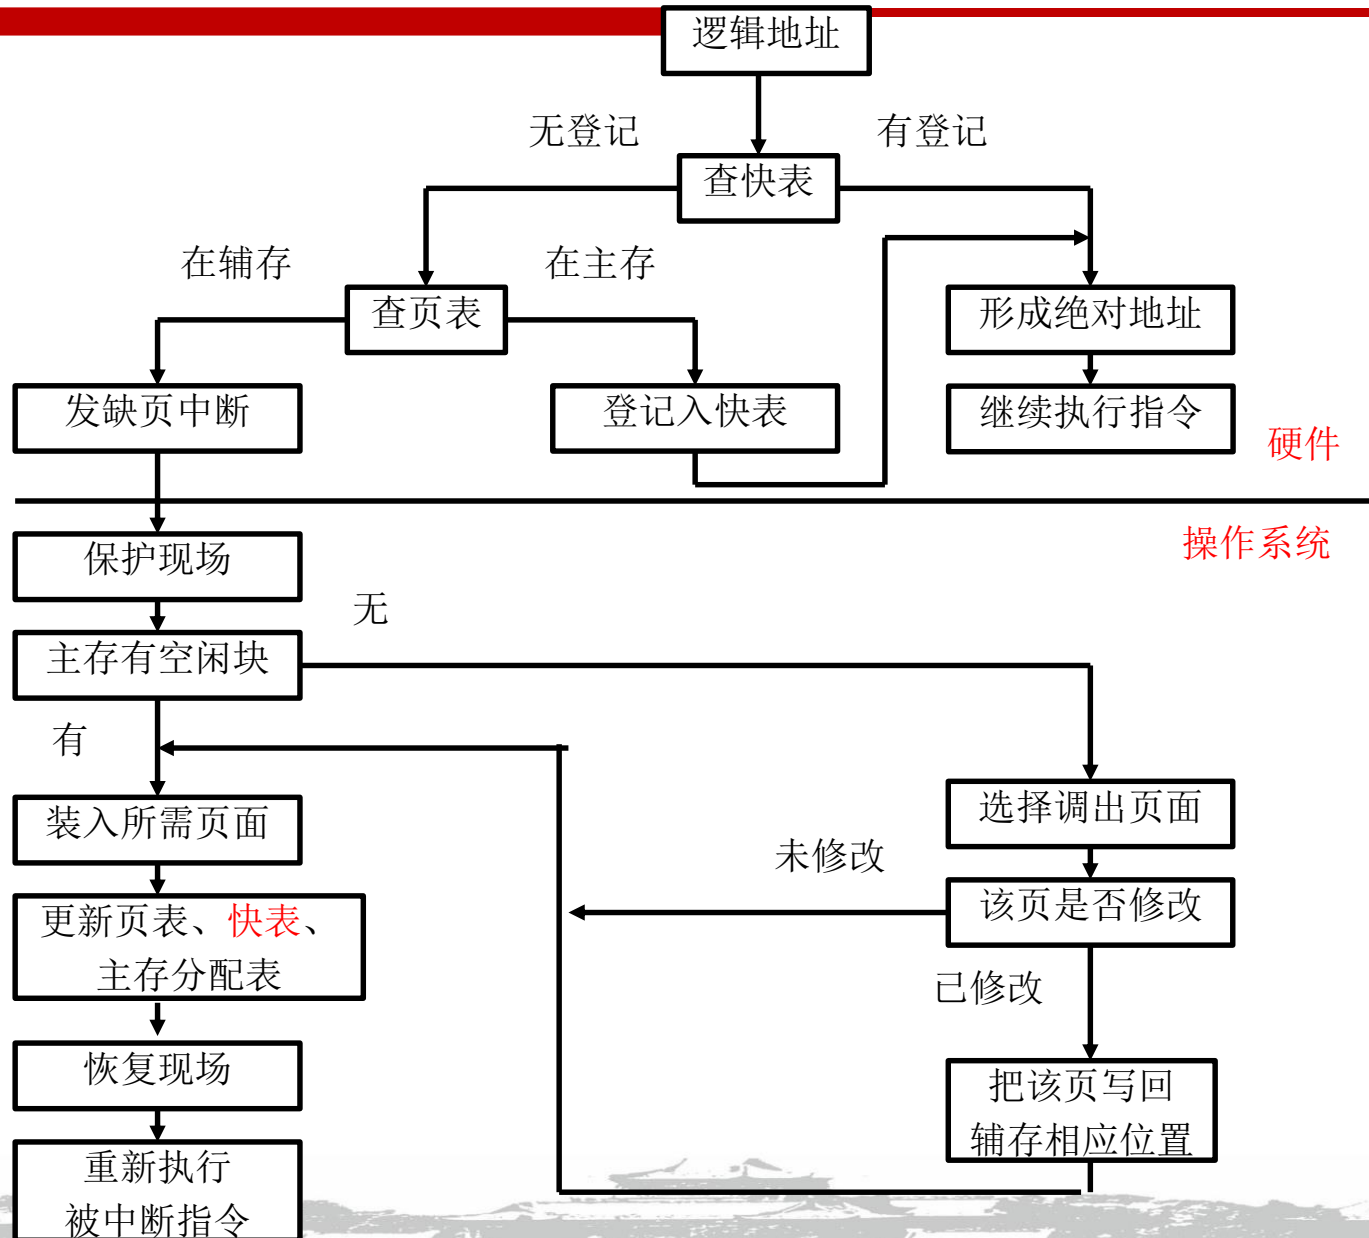 逻辑地址
无登记
有登记
查快表
在辅存
在主存
查页表
形成绝对地址
发缺页中断
登记入快表
继续执行指令
硬件
操作系统
保护现场
无
主存有空闲块
有
选择调出页面
装入所需页面
未修改
该页是否修改
更新页表、快表、
主存分配表
已修改
恢复现场
把该页写回
辅存相应位置
重新执行
被中断指令